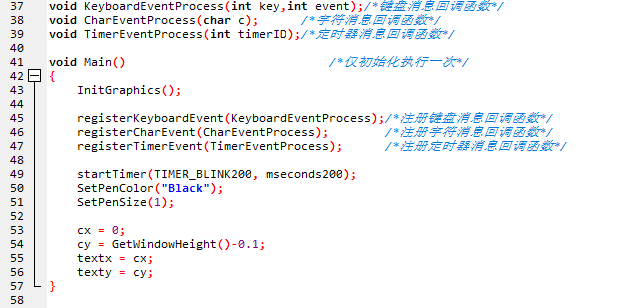 37 void KeyboardEventProcess(int key,int event);/*键盘消息回调函数*/
38 void CharEventProcess(char c);      /*字符消息回调函数*/
39 void TimerEventProcess(int timerID);/*定时器消息回调函数*/
40
41 void Main()                             /*仅初始化执行一次*/
42 {
43     InitGraphics();
44
45     registerKeyboardEvent(KeyboardEventProcess);/*注册键盘消息回调函数*/
46     registerCharEvent(CharEventProcess);        /*注册字符消息回调函数*/
47     registerTimerEvent(TimerEventProcess);      /*注册定时器消息回调函数*/
48
49     startTimer(TIMER_BLINK200, mseconds200);
50     SetPenColor("Black");
51     SetPenSize(1);
52
53     cx = 0;
54     cy = GetWindowHeight()-0.1;
55     textx = cx;
56     texty = cy;
57 }
58